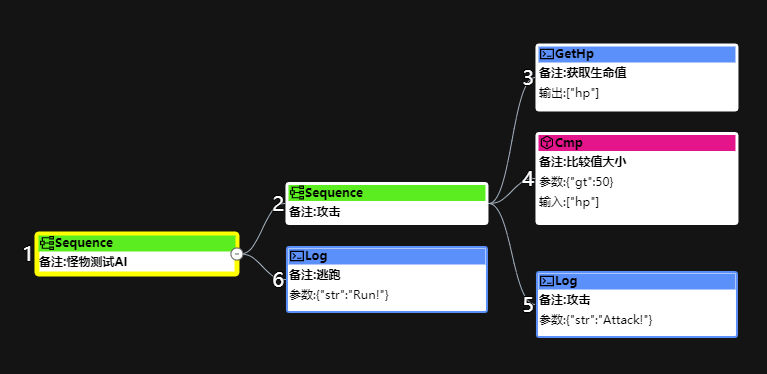 1
Sequence
备注:怪物测试AI
2
Sequence
备注:攻击
3
GetHp
备注:获取生命值
输出:["hp"]
4
Cmp
备注:比较值大小
参数:{"gt":50}
输入:["hp"]
5
Log
备注:攻击
参数:{"str":"Attack!"}
6
Log
备注:逃跑
参数:{"str":"Run!"}